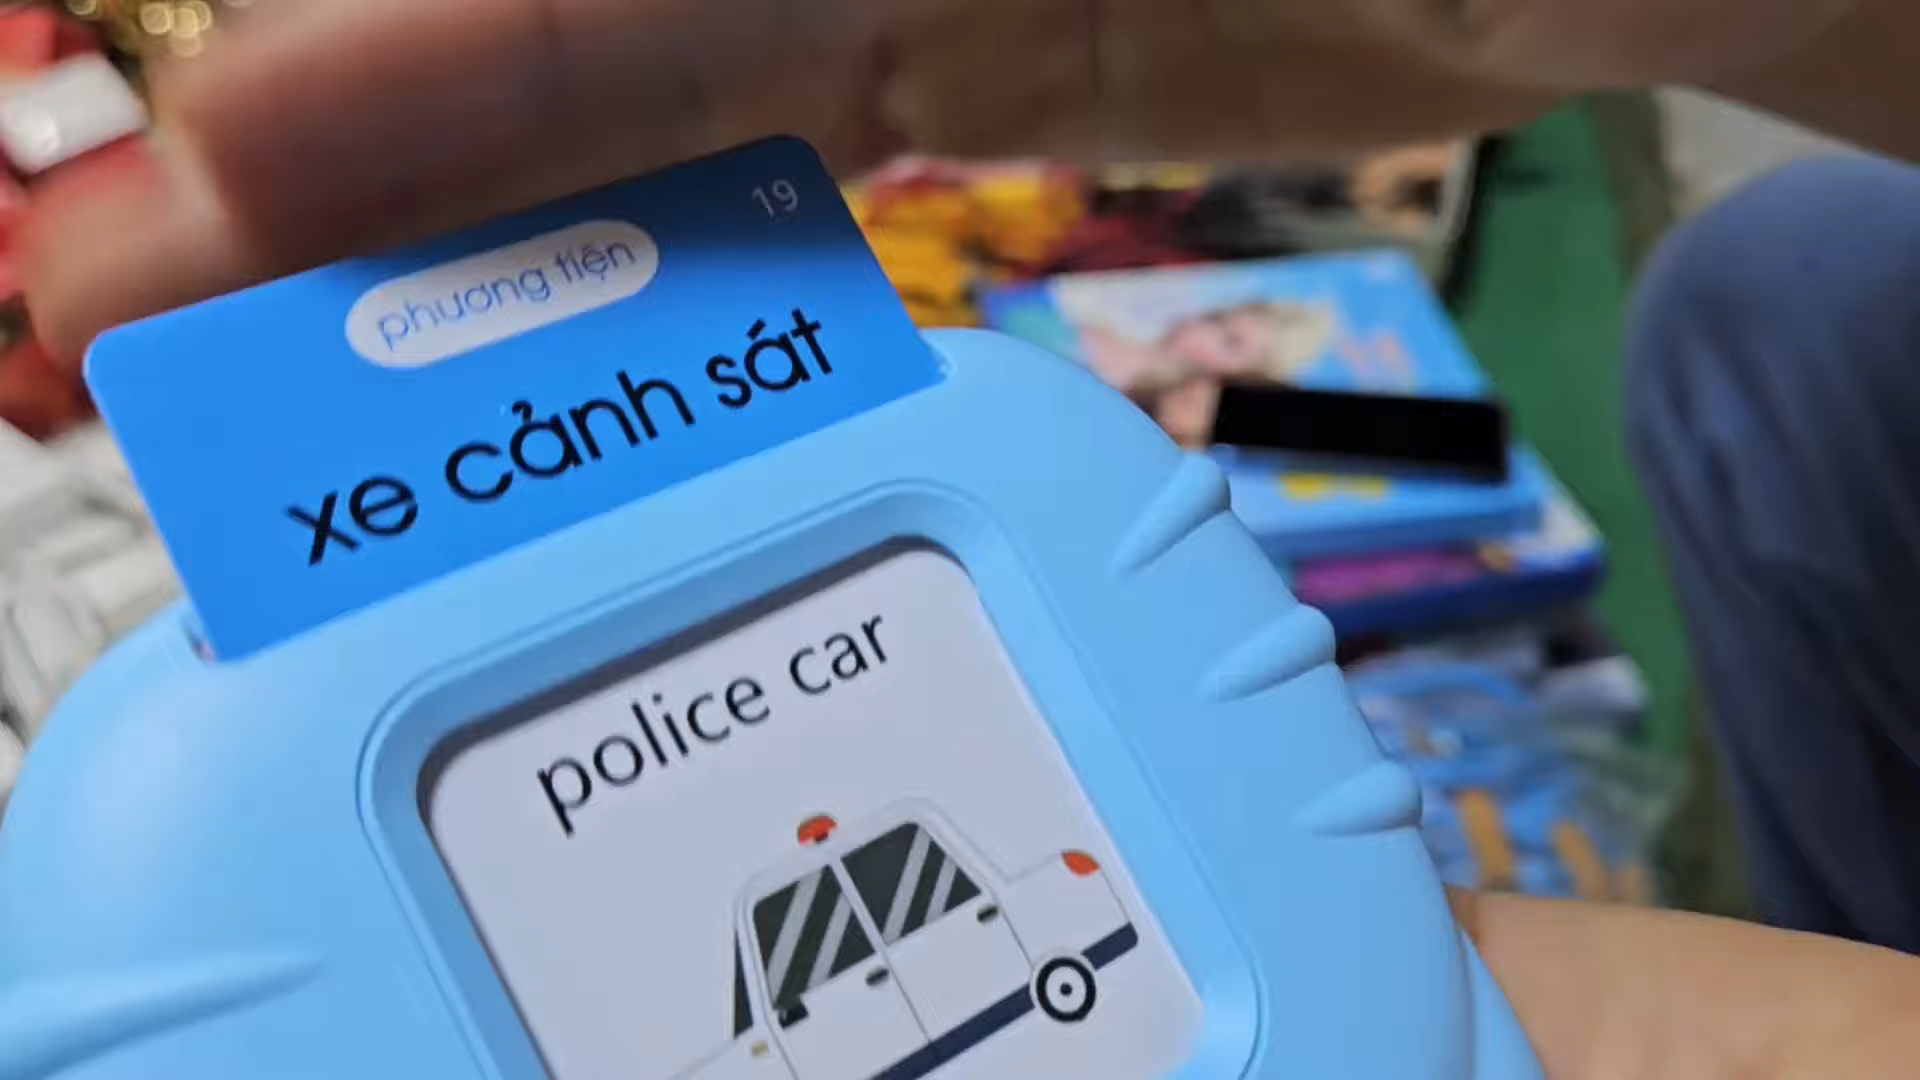 19
phương tiện
xe cảnh sát
police car